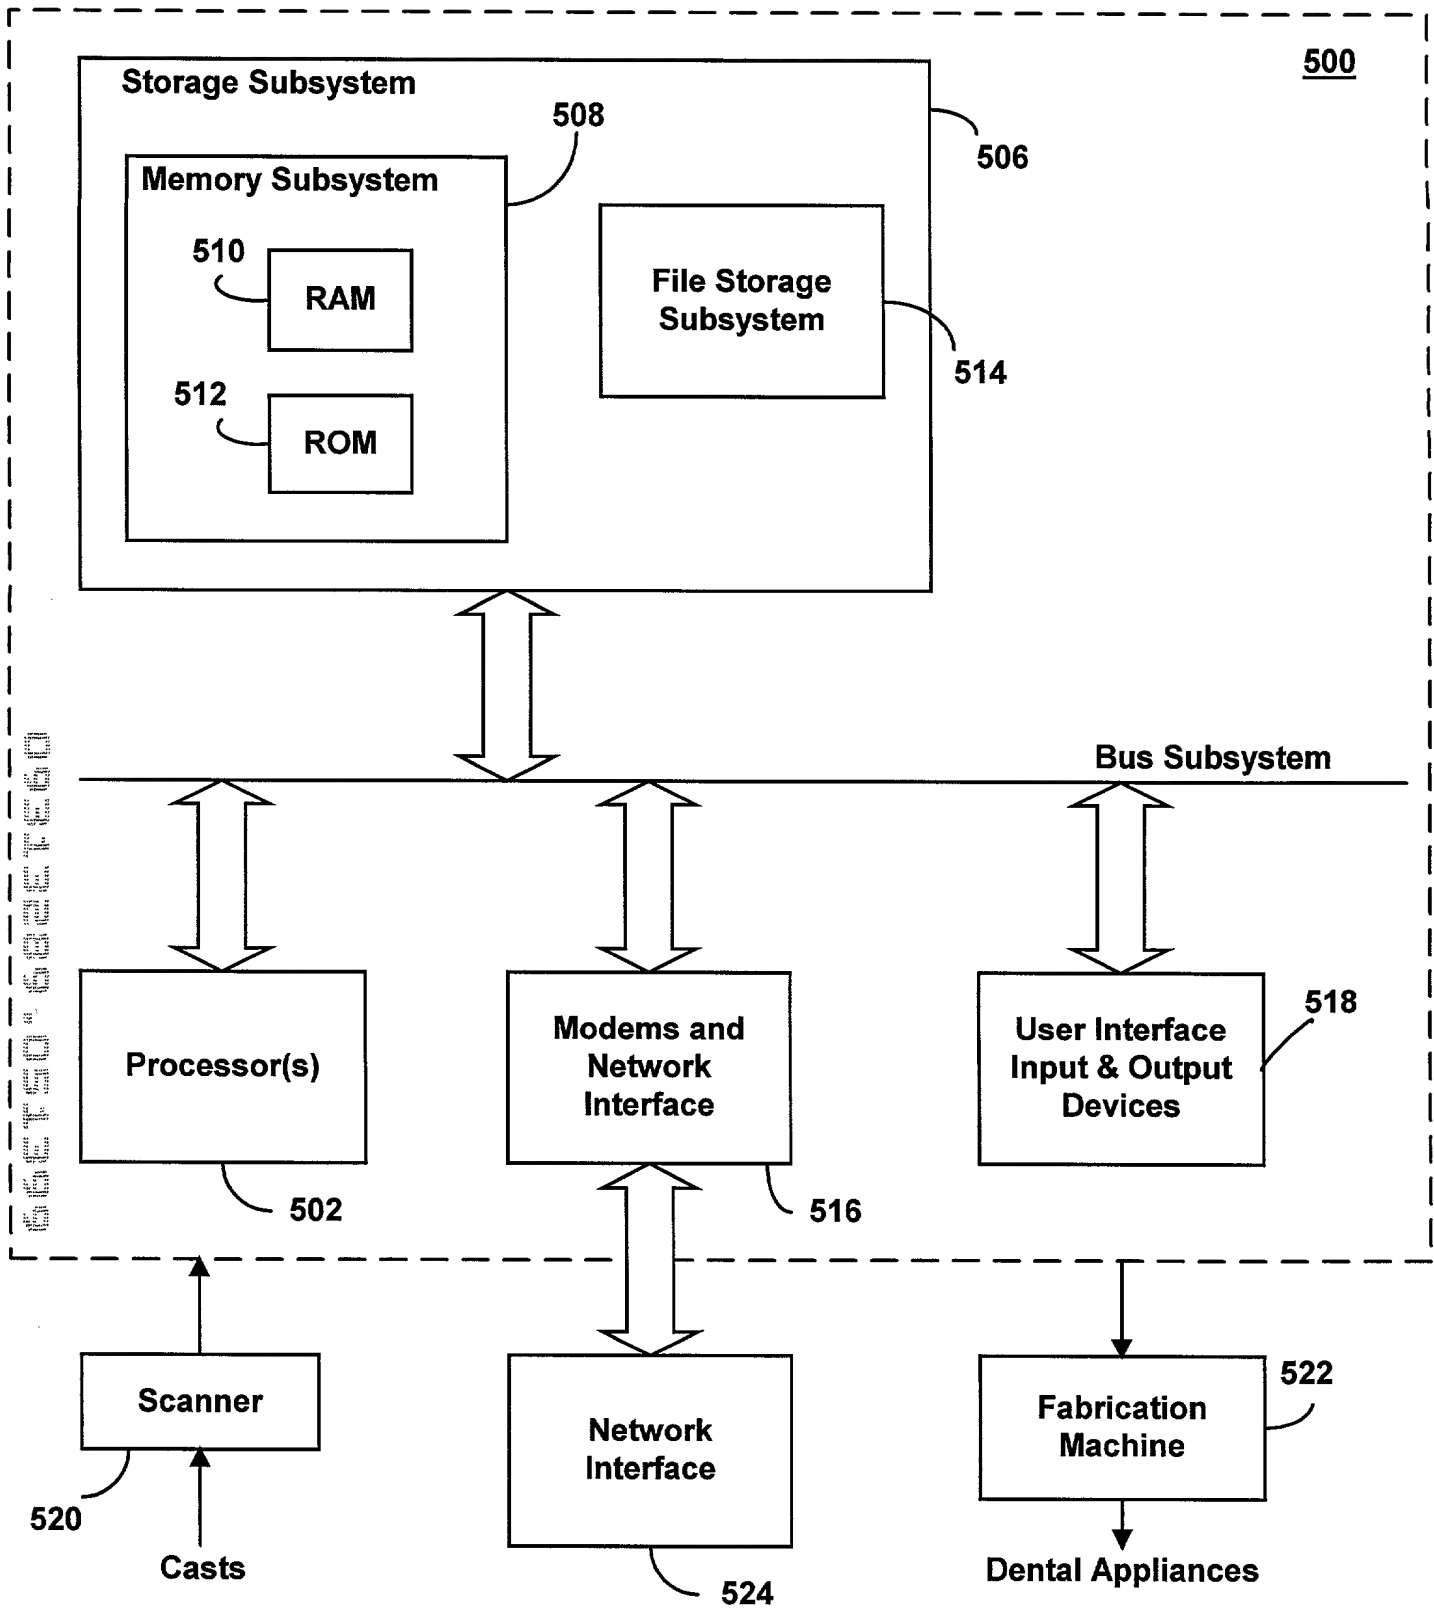 500
Storage Subsystem
508
506
Memory Subsystem
510
RAM
File Storage
Subsystem
514
512
ROM
Bus Subsystem
Processor(s)
Modems and
Network
Interface
User Interface
Input & Output
Devices
518
502
516
Scanner
520
Casts
Network
Interface
524
Fabrication
Machine
522
Dental Appliances